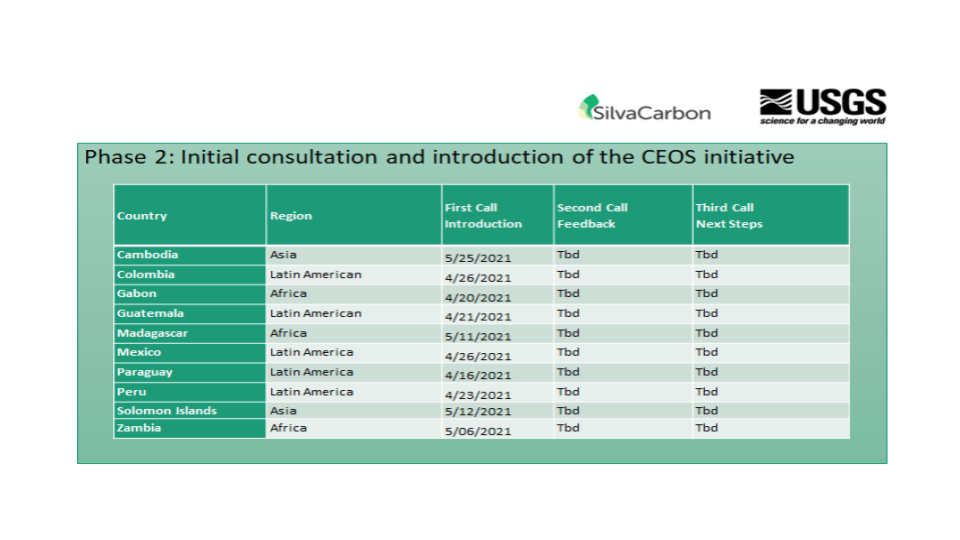 SilvaCarbon
USGS
science for a changing world
Phase 2: Initial consultation and introduction of the CEOS initiative
Country Region First Call Introduction Second Call Feedback Third Call Next Steps
Cambodia Asia 5/25/2021 Tbd Tbd
Colombia Latin American 4/26/2021 Tbd Tbd
Gabon Africa 4/20/2021 Tbd Tbd
Guatemala Latin American 4/21/2021 Tbd Tbd
Madagascar Africa 5/11/2021 Tbd Tbd
Mexico Latin America 4/26/2021 Tbd Tbd
Paraguay Latin America 4/16/2021 Tbd Tbd
Peru Latin America 4/23/2021 Tbd Tbd
Solomon Islands Asia 5/12/2021 Tbd Tbd
Zambia Africa 5/06/2021 Tbd Tbd